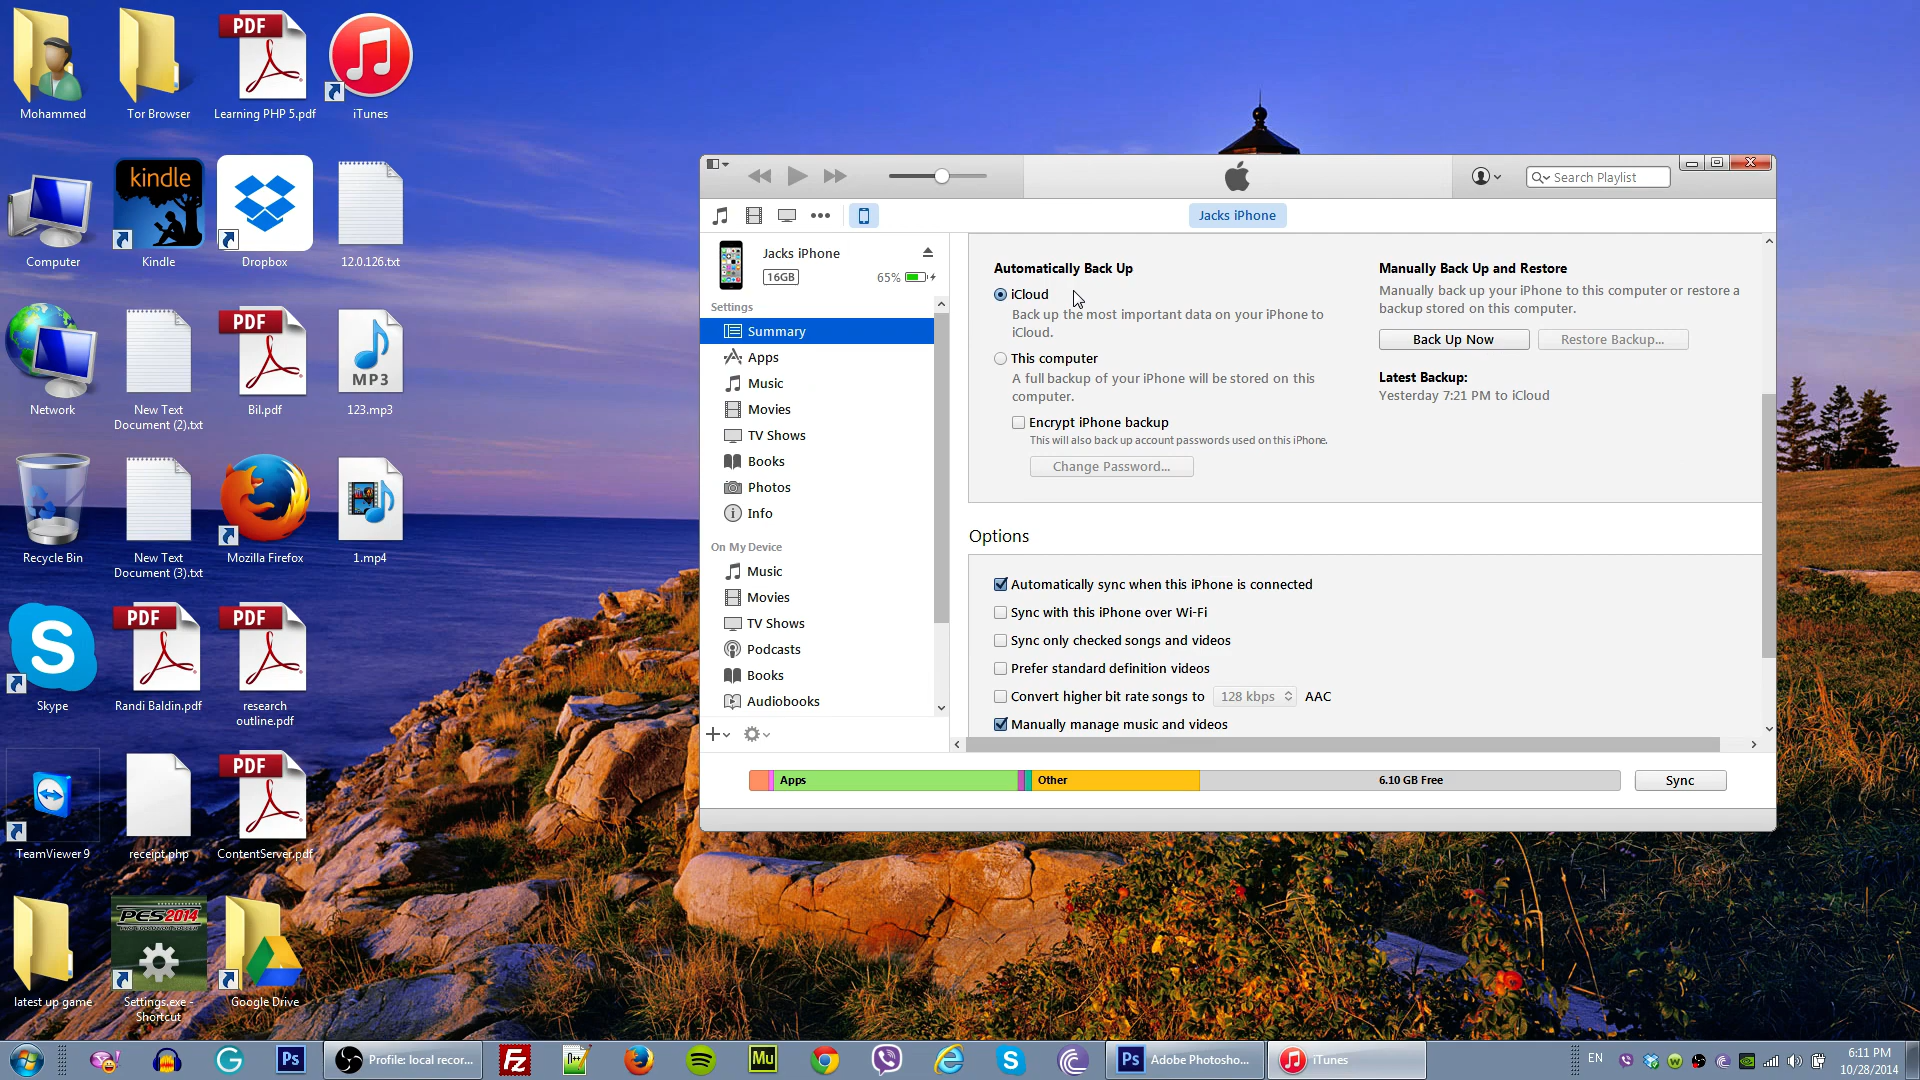 Mohammed
Tor Browser
PDF
Learning PHP 5.pdf
iTunes
Computer
kindle
Kindle
Dropbox
12.0.126.txt
Network
New Text
Document (2).txt
PDF
Bil.pdf
MP3
123.mp3
Recycle Bin
New Text
Document (3).txt
Mozilla Firefox
1.mp4
S
Skype
PDF
Randi Baldin.pdf
PDF
research
outline.pdf
TeamViewer 9
receipt.php
PDF
ContentServer.pdf
latest up game
PES2014
Settings.exe -
Shortcut
Google Drive
Search Playlist
Jacks iPhone
Jacks iPhone
16GB
65%
Settings
Summary
Apps
Music
Movies
TV Shows
Books
Photos
Info
On My Device
Music
Movies
TV Shows
Podcasts
Books
Audiobooks
Automatically Back Up
iCloud
Back up the most important data on your iPhone to
iCloud.
This computer
A full backup of your iPhone will be stored on this
computer.
Encrypt iPhone backup
This will also back up account passwords used on this iPhone.
Change Password...
Manually Back Up and Restore
Manually back up your iPhone to this computer or restore a
backup stored on this computer.
Back Up Now
Restore Backup...
Latest Backup:
Yesterday 7:21 PM to iCloud
Options
Automatically sync when this iPhone is connected
Sync with this iPhone over Wi-Fi
Sync only checked songs and videos
Prefer standard definition videos
Convert higher bit rate songs to 128 kbps AAC
Manually manage music and videos
Apps
Other
6.10 GB Free
Sync
Ps
Profile: local recor...
Fz
Mu
S
Ps
Adobe Photosho...
iTunes
EN
6:11 PM
10/28/2014